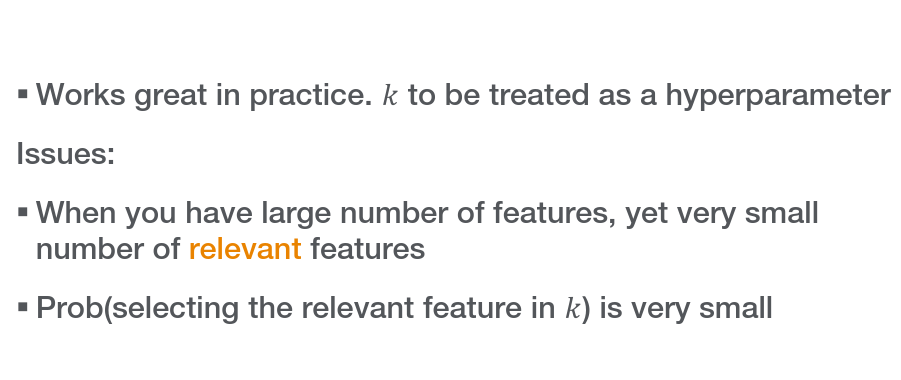 ▪ Works great in practice. k to be treated as a hyperparameter
Issues:
▪ When you have large number of features, yet very small
number of relevant features
▪ Prob(selecting the relevant feature in k) is very small